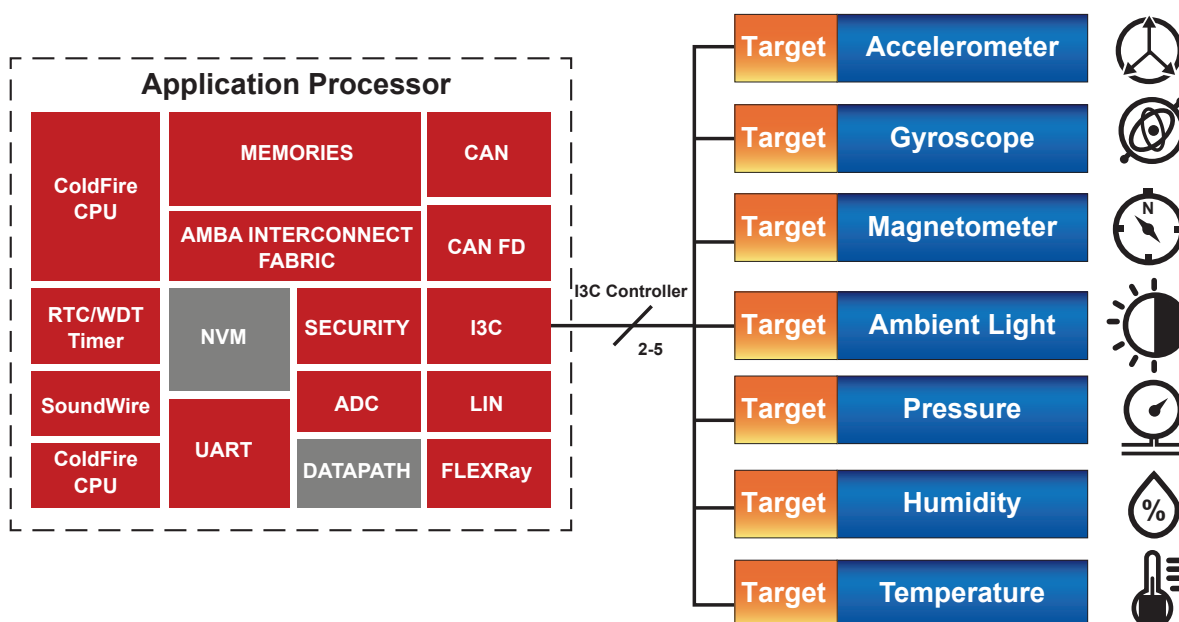 Application Processor
ColdFire
CPU
MEMORIES
CAN
AMBA INTERCONNECT
FABRIC
CAN FD
RTC/WDT
Timer
NVM
SECURITY
I3C
SoundWire
ADC
LIN
UART
ColdFire
CPU
DATAPATH
FLEXRay
I3C Controller
2-5
Target Accelerometer
Target Gyroscope
Target Magnetometer
N
Target Ambient Light
Target Pressure
Target Humidity
%
Target Temperature